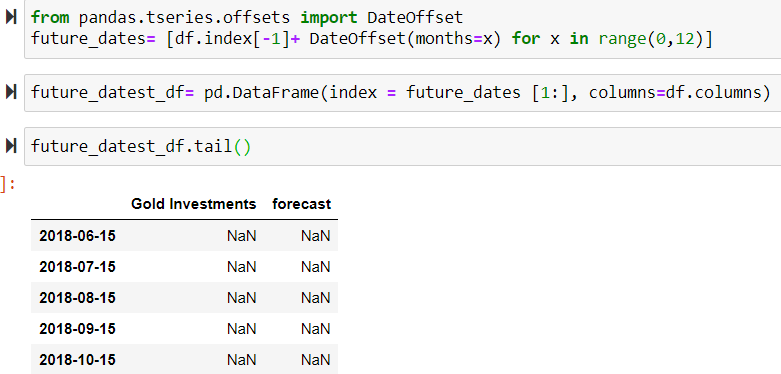 from pandas.tseries.offsets import DateOffset
future_dates= [df.index[-1]+ DateOffset(months=x) for x in range(0,12)]
future_datest_df= pd.DataFrame(index = future_dates [1:], columns=df.columns)
future_datest_df.tail()
]:
Gold Investments forecast
2018-06-15 NaN NaN
2018-07-15 NaN NaN
2018-08-15 NaN NaN
2018-09-15 NaN NaN
2018-10-15 NaN NaN